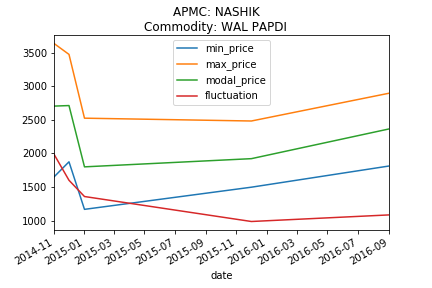 APMC: NASHIK
Commodity: WAL PAPDI
min_price
max_price
modal_price
fluctuation
3500
3000
2500
2000
1500
1000
2014-11
2015-01
2015-03
2015-05
2015-07
2015-09
2015-11
2016-01
2016-03
2016-05
2016-07
2016-09
date